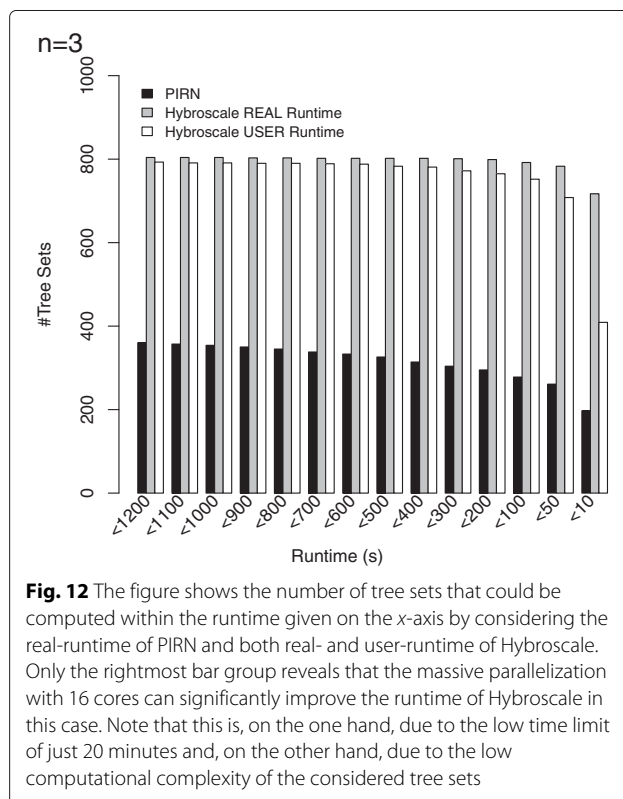 n=3
1000
800
600
400
200
0
#Tree Sets
PIRN
Hybroscale REAL Runtime
Hybroscale USER Runtime
<1200
<1100
<1000
<900
<800
<700
<600
<500
<400
<300
<200
<100
<50
<10
Runtime (s)
Fig. 12 The figure shows the number of tree sets that could be
computed within the runtime given on the x-axis by considering the
real-runtime of PIRN and both real- and user-runtime of Hybroscale.
Only the rightmost bar group reveals that the massive parallelization
with 16 cores can significantly improve the runtime of Hybroscale in
this case. Note that this is, on the one hand, due to the low time limit
of just 20 minutes and, on the other hand, due to the low
computational complexity of the considered tree sets